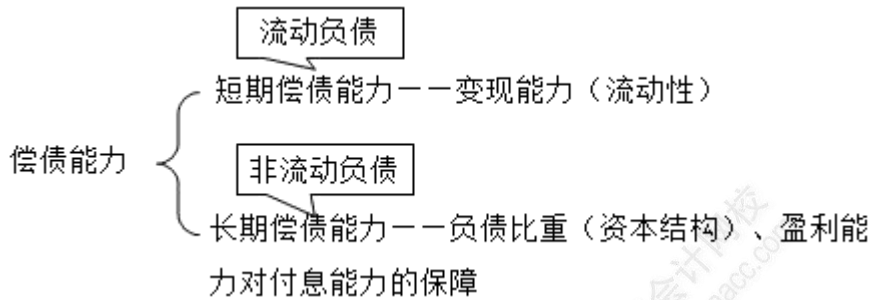 流动负债
短期偿债能力——变现能力（流动性）
偿债能力
非流动负债
长期偿债能力——负债比重（资本结构）、盈利能
力对付息能力的保障